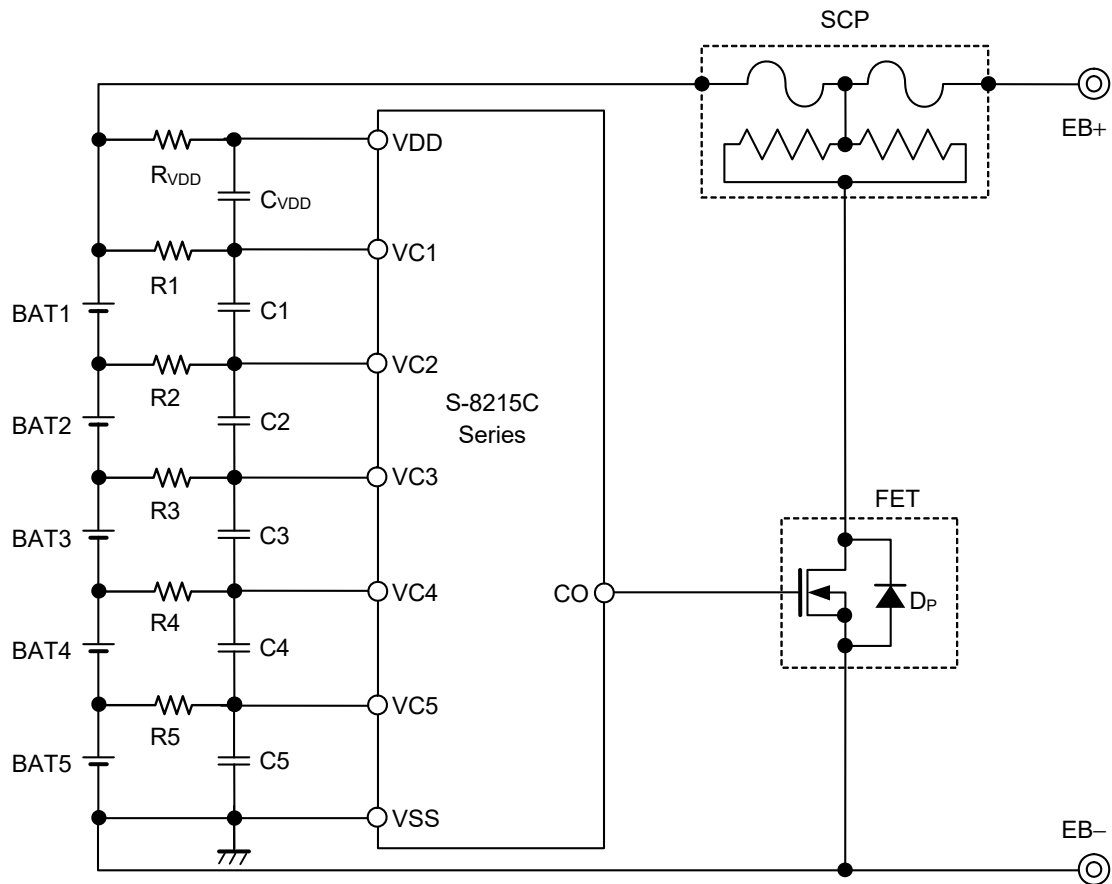 SCP
EB+
VDD
RVDD
CVDD
VC1
R1
BAT1
C1
VC2
R2
S-8215C
Series
BAT2
C2
VC3
R3
FET
BAT3
C3
CO
VC4
DP
R4
BAT4
C4
VC5
R5
BAT5
C5
VSS
EB−